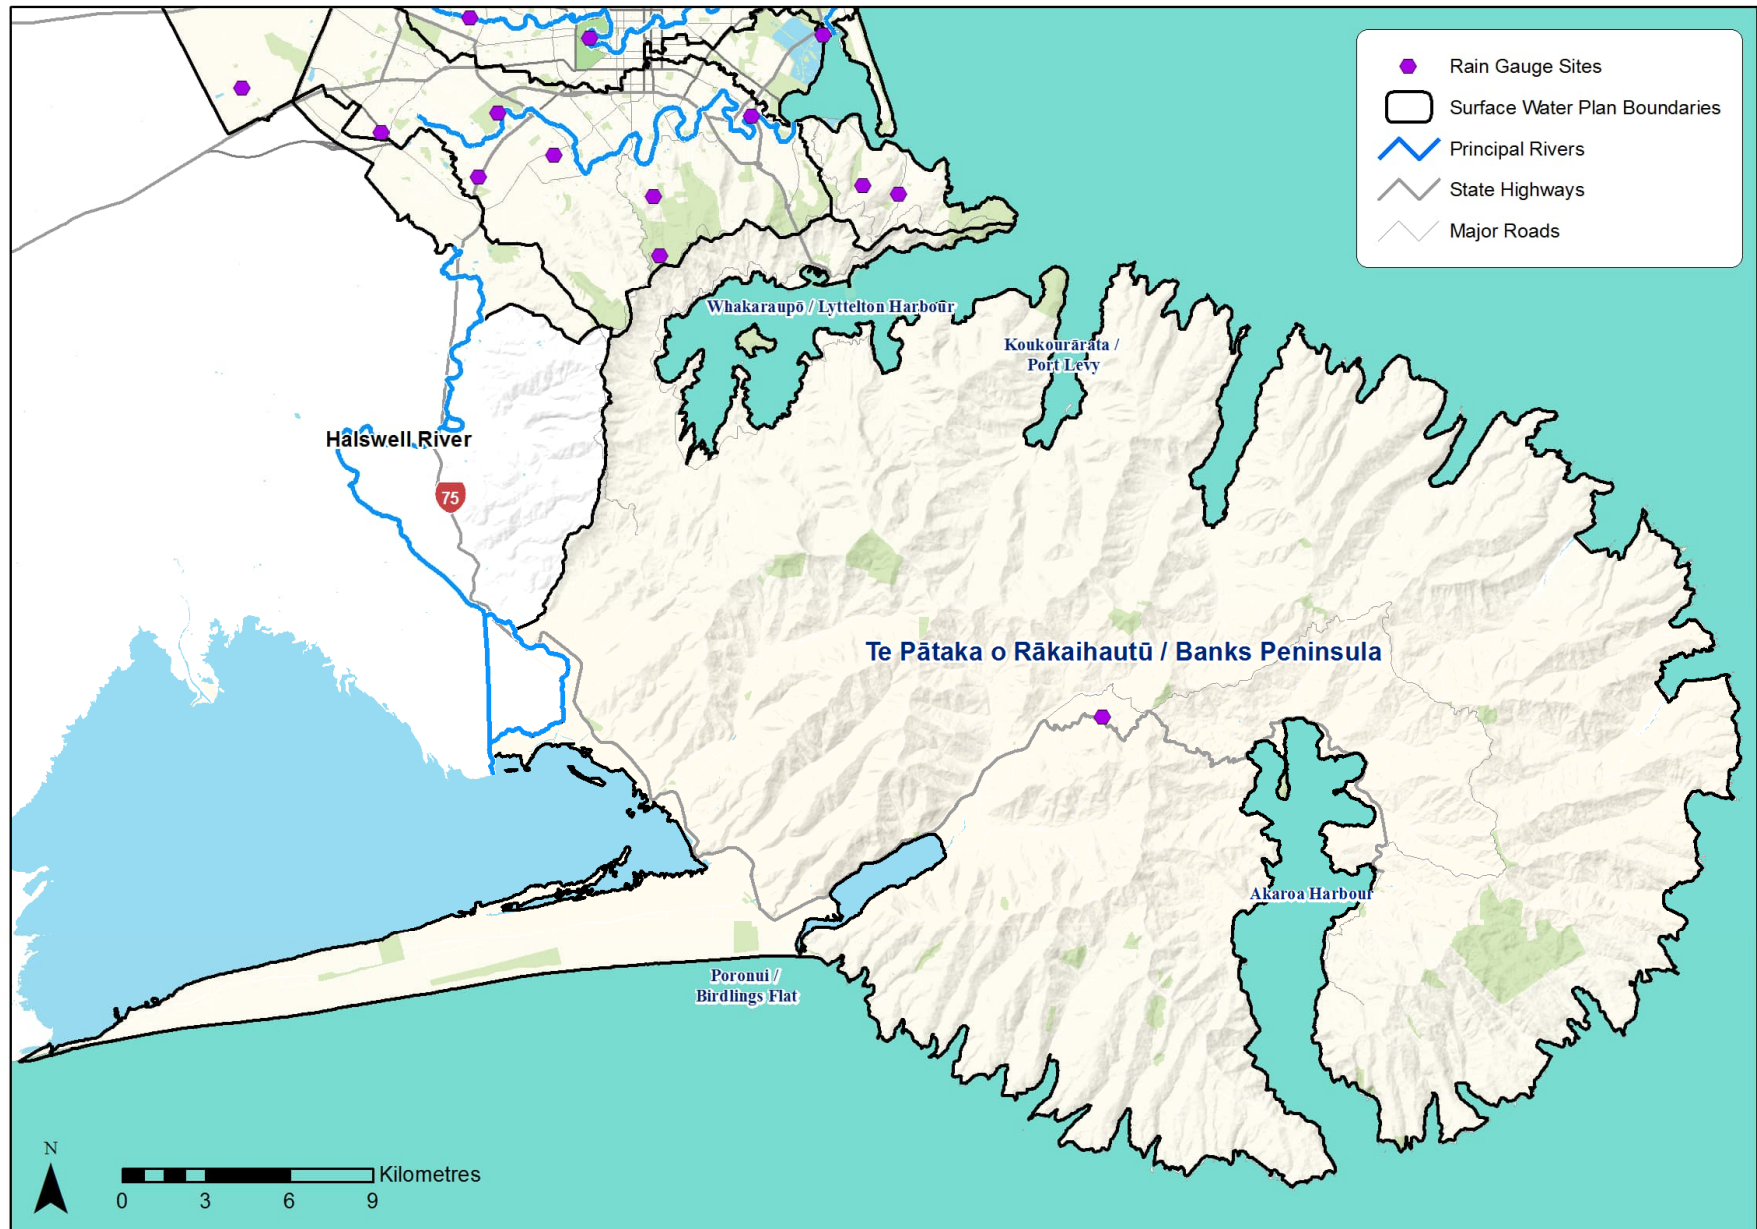 Rain Gauge Sites
Surface Water Plan Boundaries
Principal Rivers
State Highways
Major Roads
Whakaraupō / Lyttelton Harbour
Koukourārata /
Port Levy
Halswell River
75
Te Pātaka o Rākaihautū / Banks Peninsula
Akaroa Harbour
Poronui /
Birdlings Flat
N
Kilometres
0 3 6 9